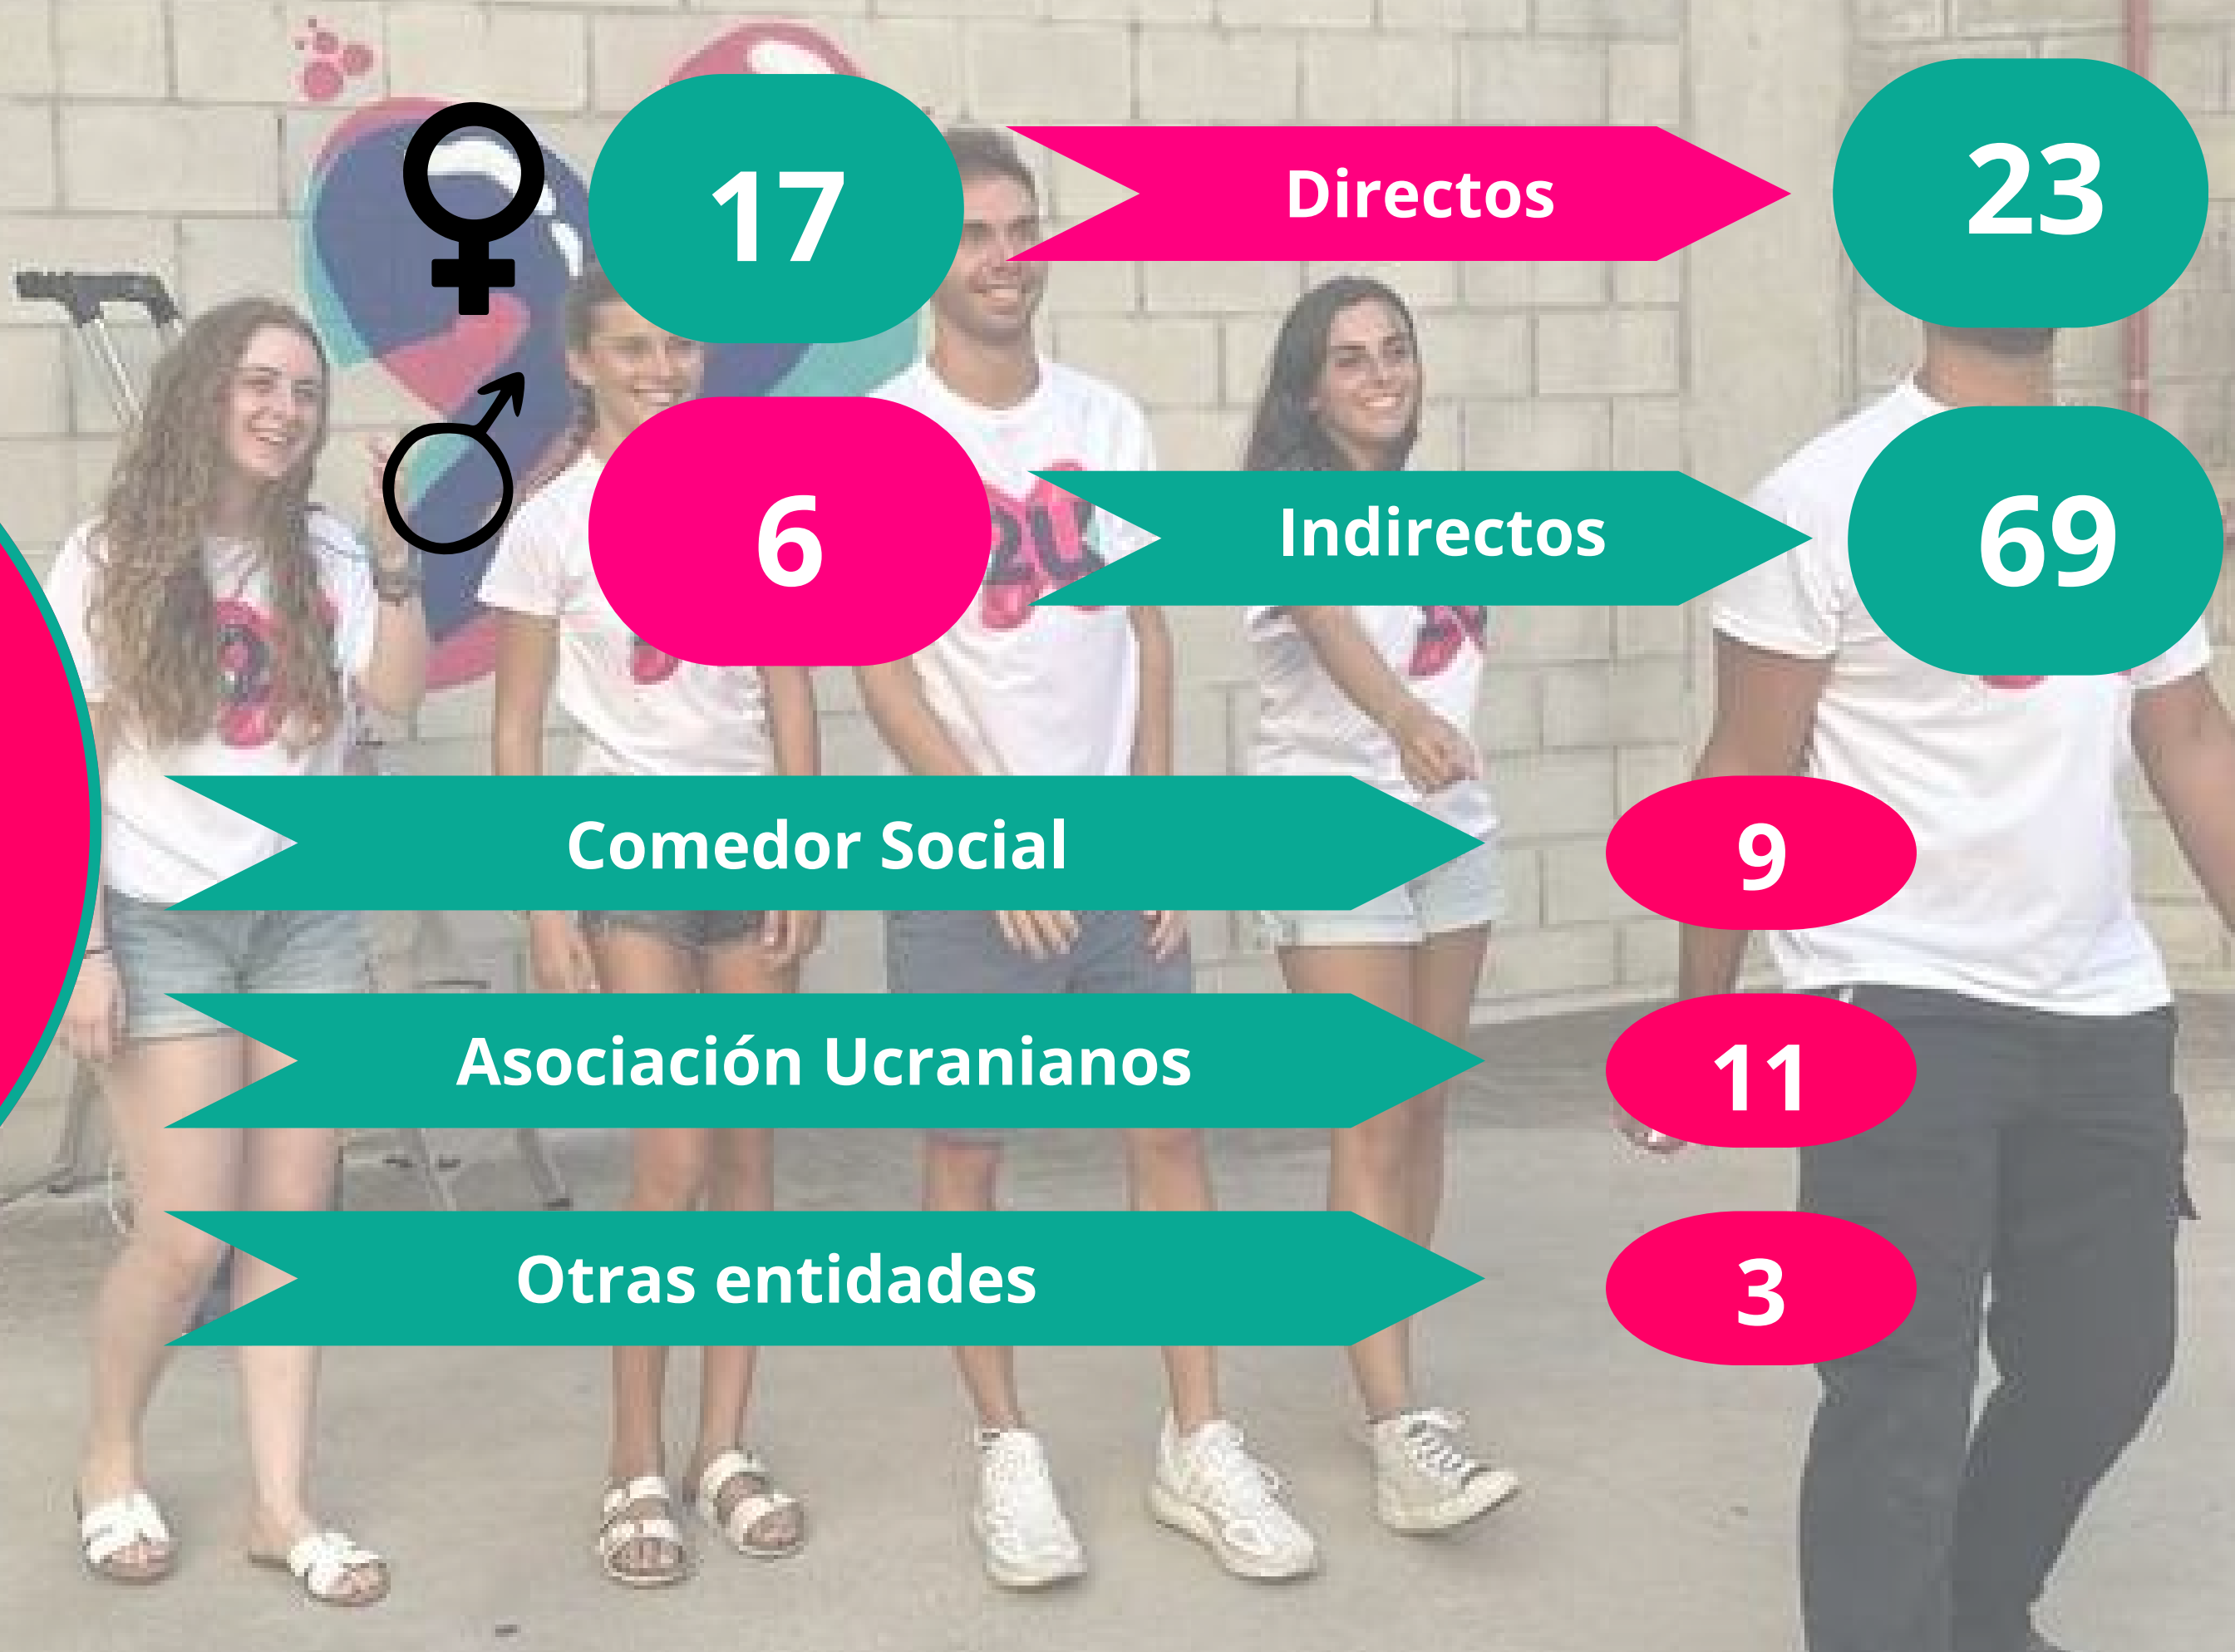 17
Directos
23
6
Indirectos
69
Comedor Social
9
Asociación Ucranianos
11
Otras entidades
3